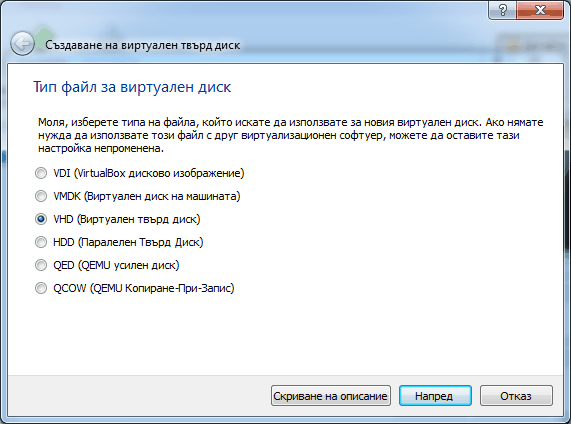 Създаване на виртуален твърд диск
Тип файл за виртуален диск
Моля, изберете типа на файла, който искате да използвате за новия виртуален диск. Ако нямате
нужда да използвате този файл с друг виртуализационен софтуер, можете да оставите тази
настройка непроменена.
VDI (VirtualBox дисково изображение)
VMDK (Виртуален диск на машината)
VHD (Виртуален твърд диск)
HDD (Паралелен Твърд Диск)
QED (QEMU усилен диск)
QCOW (QEMU Копиране-При-Запис)
Скриване на описание Напред Отказ